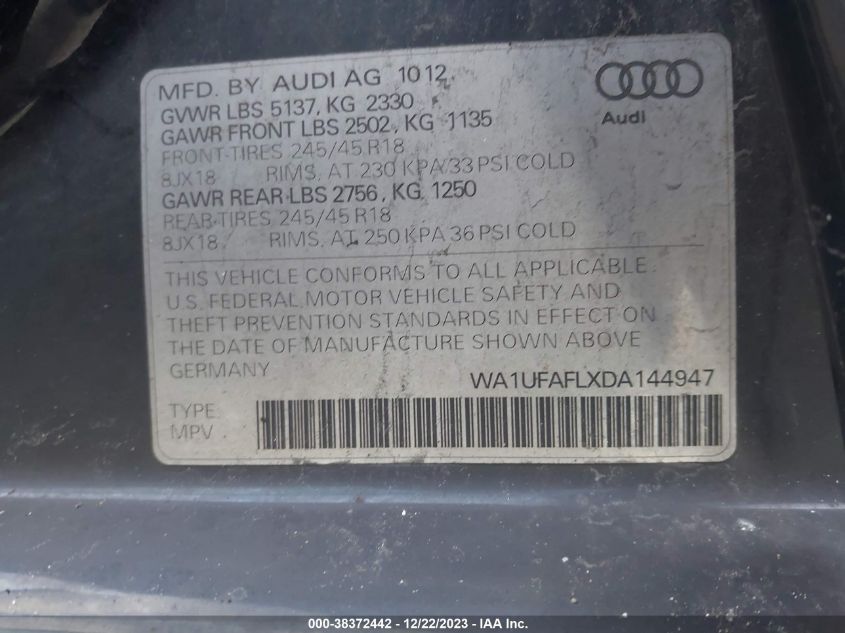 MFD. BY AUDI AG 1012
GVWR LBS 5137, KG 2330
GAWR FRONT LBS 2502, KG 1135
FRONT-TIRES 245/45 R18
8JX18 RIMS, AT 230 KPA/33 PSI COLD
GAWR REAR-LBS 2756, KG 1250
REAR-TIRES 245/45 R18
8JX18 RIMS, AT 250 KPA 36 PSI COLD
Audi
THIS VEHICLE CONFORMS TO ALL APPLICABLE
U.S. FEDERAL MOTOR VEHICLE SAFETY AND
THEFT PREVENTION STANDARDS IN EFFECT ON
THE DATE OF MANUFACTURE SHOWN ABOVE
GERMANY
WA1UFAFLXDA144947
TYPE:
MPV
000-38372442 - 12/22/2023 - IAA Inc.